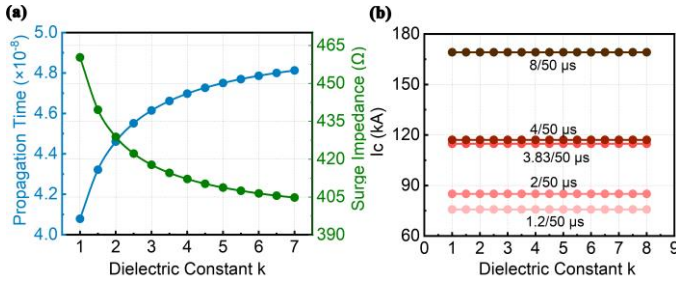 (a)
Propagation Time (×10⁻⁸)
5.0
4.8
4.6
4.4
4.2
4.0
465
450
435
420
405
390
Surge Impedance (Ω)
1 2 3 4 5 6 7
Dielectric Constant k
(b)
Ic (kA)
180
150
120
90
60
8/50 μs
4/50 μs
3.83/50 μs
2/50 μs
1.2/50 μs
0 1 2 3 4 5 6 7 8 9
Dielectric Constant k